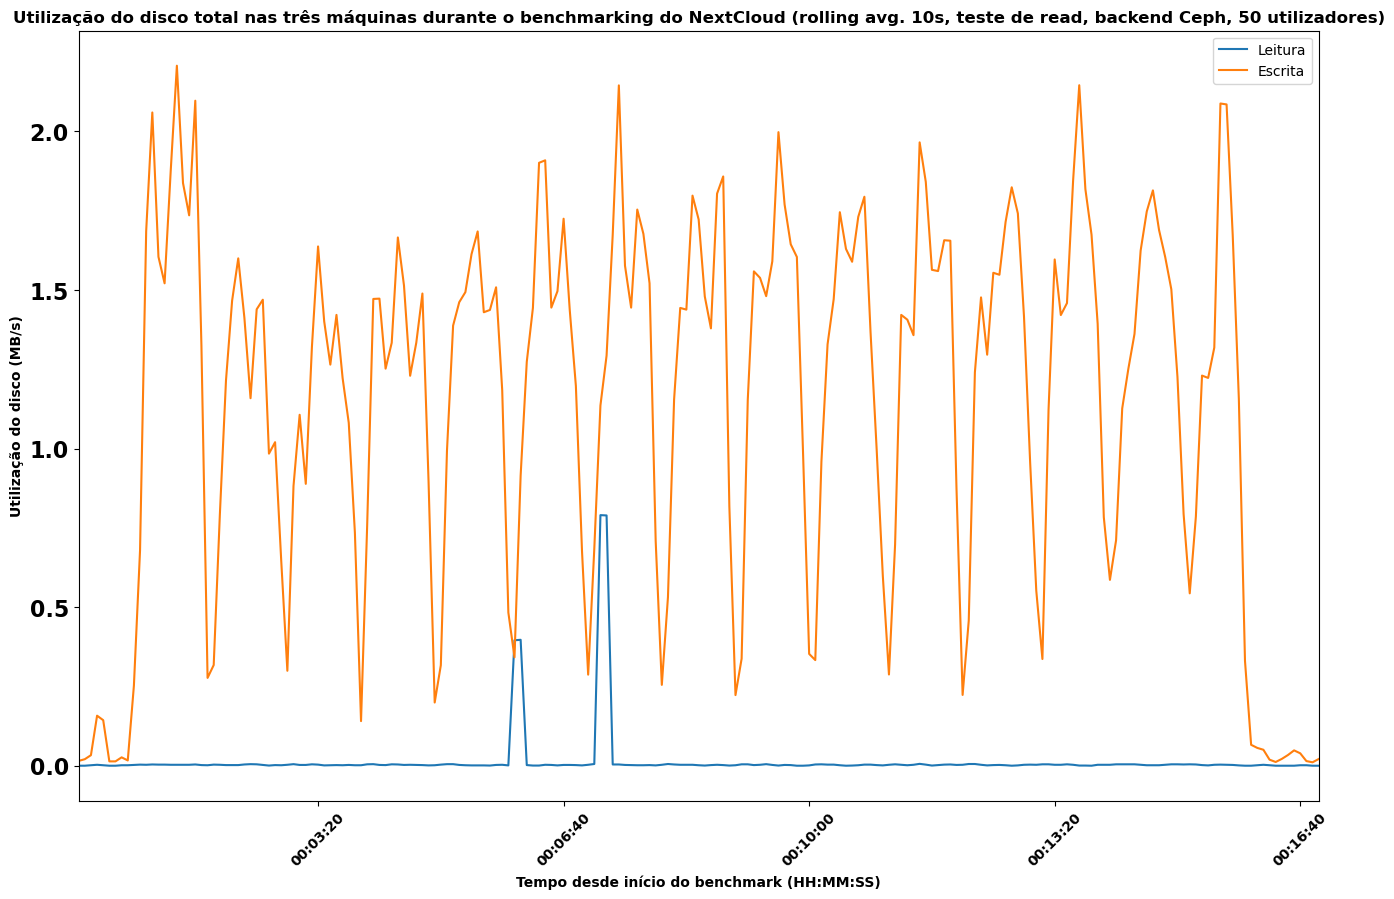 Utilização do disco total nas três máquinas durante o benchmarking do NextCloud (rolling avg. 10s, teste de read, backend Ceph, 50 utilizadores)
Leitura
Escrita
Utilização do disco (MB/s)
2.0
1.5
1.0
0.5
0.0
00:03:20
00:06:40
00:10:00
00:13:20
00:16:40
Tempo desde início do benchmark (HH:MM:SS)